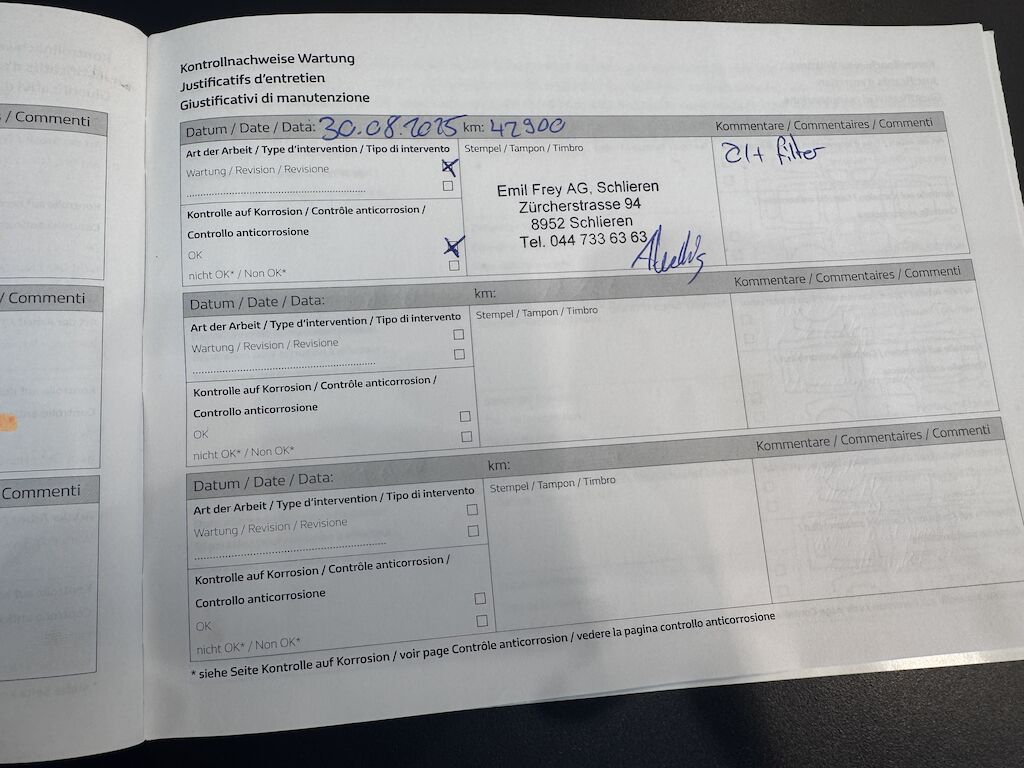 Kontrollnachweise Wartung
Justificatifs d'entretien
Giustificativi di manutenzione
Datum / Date / Data: 30.08.2025 km: 42900 Kommentare / Commentaires / Commenti
Art der Arbeit / Type d'intervention / Tipo di intervento
Wartung / Revision / Revisione
Kontrolle auf Korrosion / Contrôle anticorrosion /
Controllo anticorrosione
OK
nicht OK* / Non OK*
Stempel / Tampon / Timbro
Emil Frey AG, Schlieren
Zürcherstrasse 94
8952 Schlieren
Tel. 044 733 63 63
filter
Datum / Date / Data: km: Kommentare / Commentaires / Commenti
Art der Arbeit / Type d'intervention / Tipo di intervento
Wartung / Revision / Revisione
Kontrolle auf Korrosion / Contrôle anticorrosion /
Controllo anticorrosione
OK
nicht OK* / Non OK*
Stempel / Tampon / Timbro
Datum / Date / Data: km: Kommentare / Commentaires / Commenti
Art der Arbeit / Type d'intervention / Tipo di intervento
Wartung / Revision / Revisione
Kontrolle auf Korrosion / Contrôle anticorrosion /
Controllo anticorrosione
OK
nicht OK* / Non OK*
Stempel / Tampon / Timbro
* siehe Seite Kontrolle auf Korrosion / voir page Contrôle anticorrosion / vedere la pagina controllo anticorrosione
/ Commenti
/ Commenti
Commenti